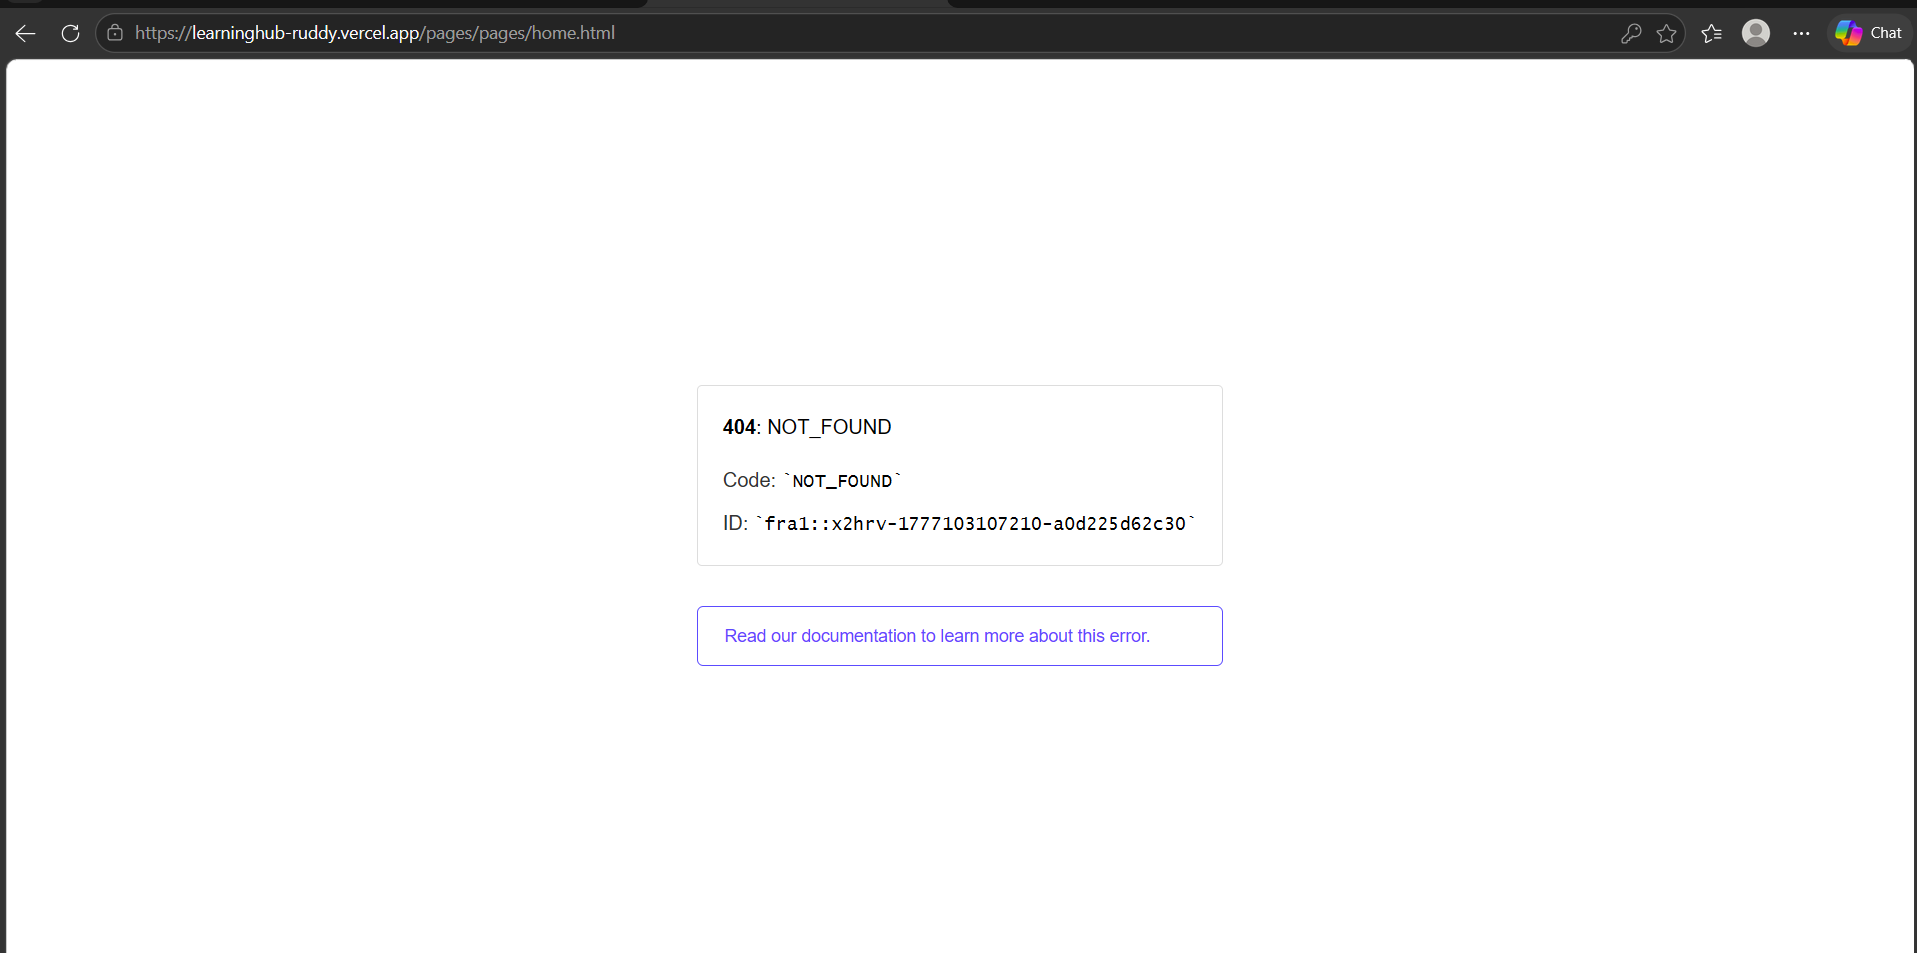 https://learninghub-ruddy.vercel.app/pages/pages/home.html
Chat
404: NOT_FOUND
Code: `NOT_FOUND`
ID: `fra1::x2hrv-1777103107210-a0d225d62c30`
Read our documentation to learn more about this error.